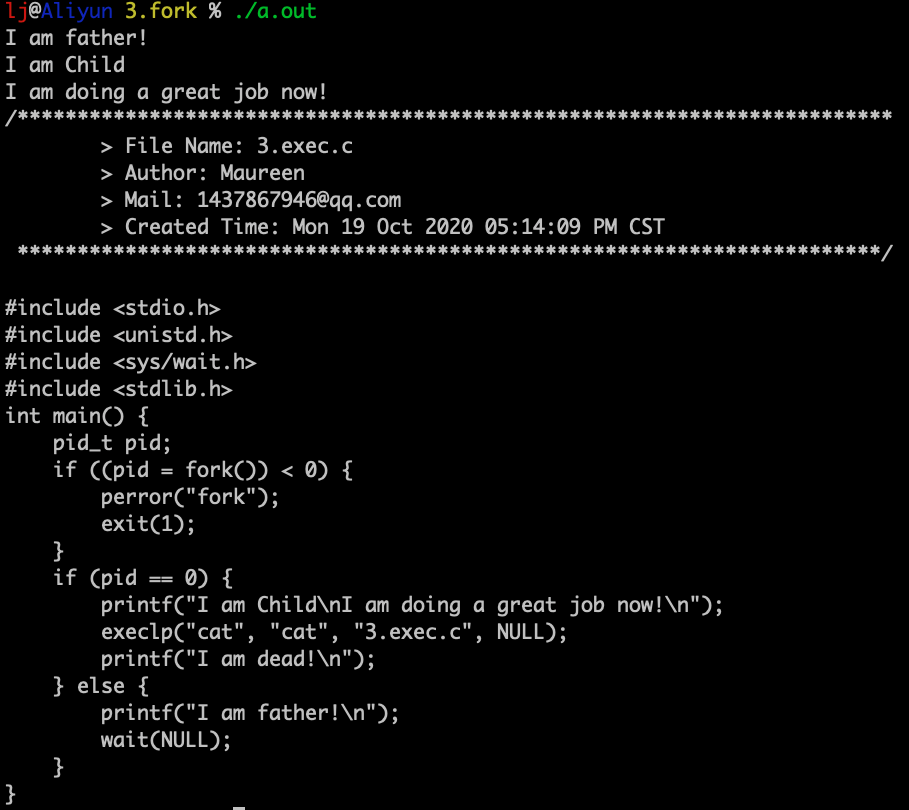 lj@Aliyun 3.fork % ./a.out
I am father!
I am Child
I am doing a great job now!
/*************************************************************************
        > File Name: 3.exec.c
        > Author: Maureen
        > Mail: 1437867946@qq.com
        > Created Time: Mon 19 Oct 2020 05:14:09 PM CST
 ************************************************************************/

#include <stdio.h>
#include <unistd.h>
#include <sys/wait.h>
#include <stdlib.h>
int main() {
    pid_t pid;
    if ((pid = fork()) < 0) {
        perror("fork");
        exit(1);
    }
    if (pid == 0) {
        printf("I am Child\nI am doing a great job now!\n");
        execlp("cat", "cat", "3.exec.c", NULL);
        printf("I am dead!\n");
    } else {
        printf("I am father!\n");
        wait(NULL);
    }
}